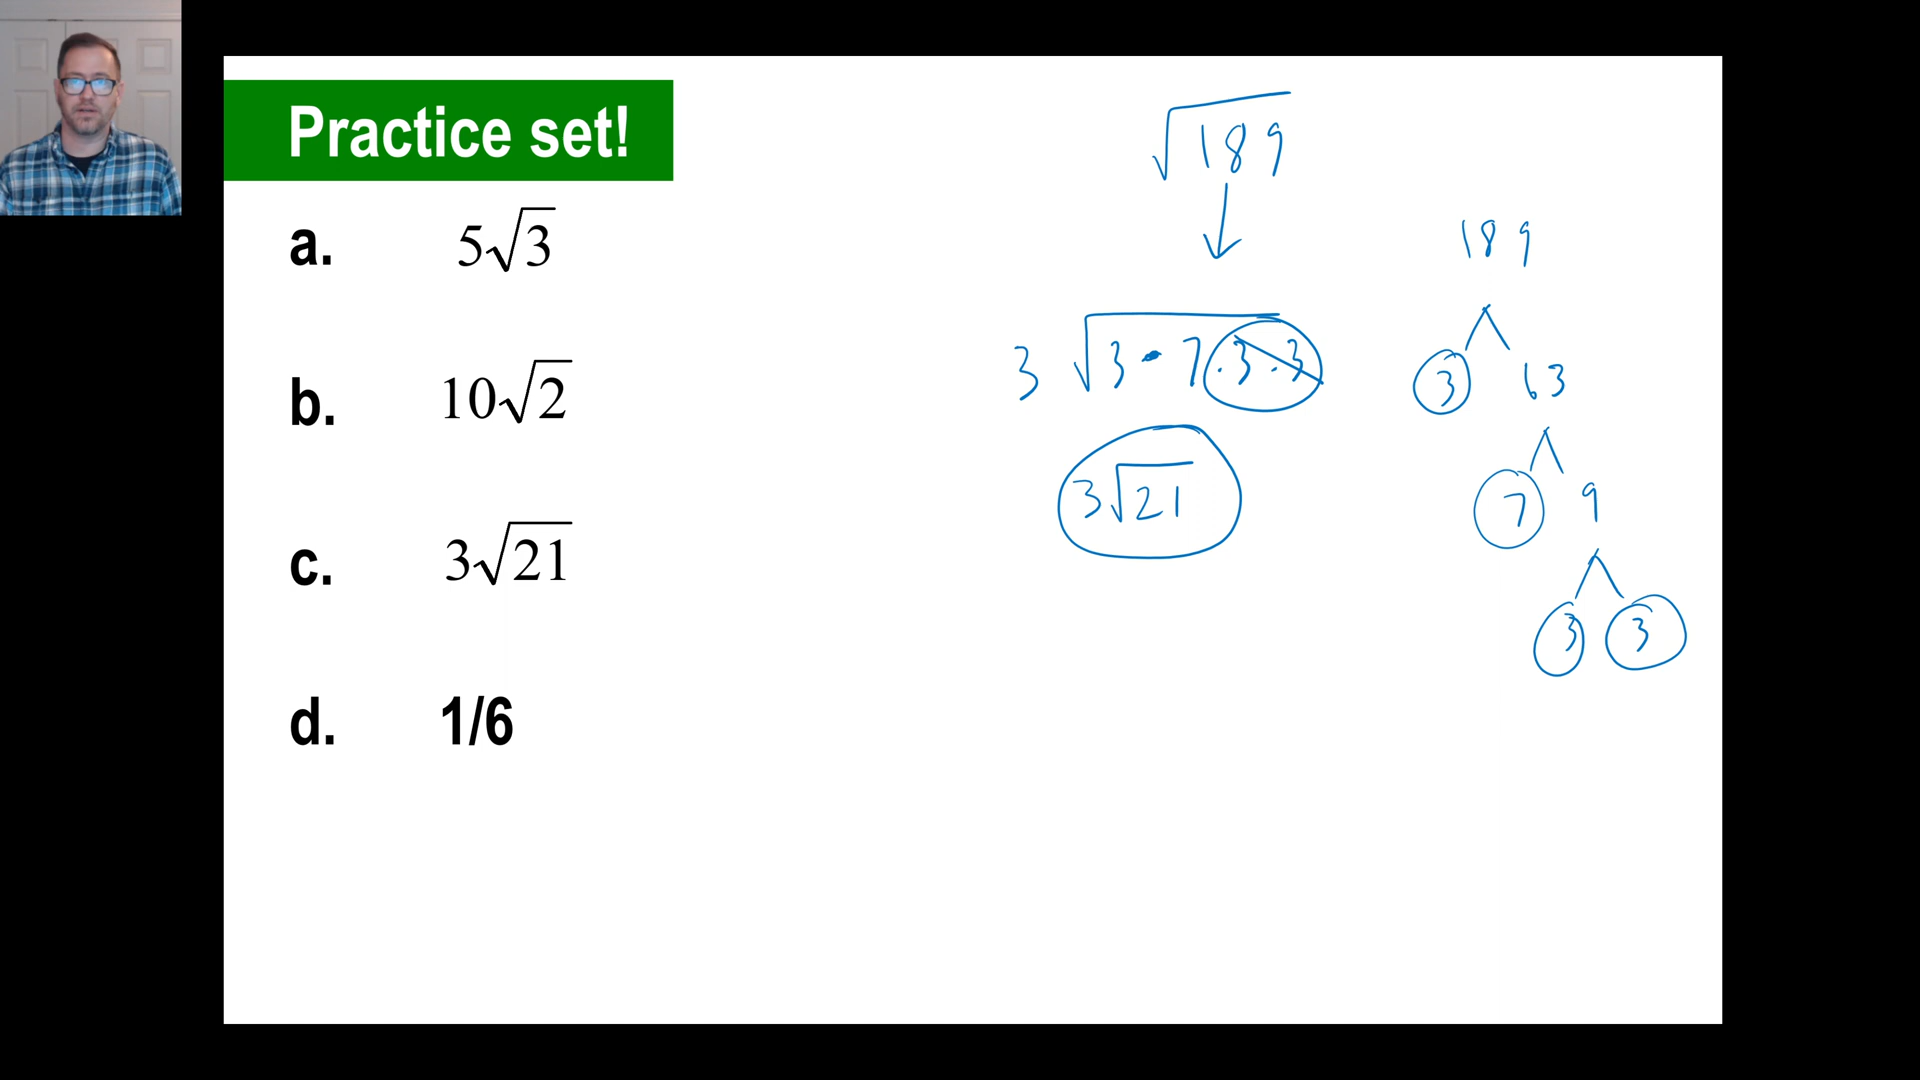 Practice set!
a. 5√3
b. 10√2
c. 3√21
d. 1/6
√189
3 √3 · 7 · 3 · 3
3√21
189
3 63
7 9
3 3